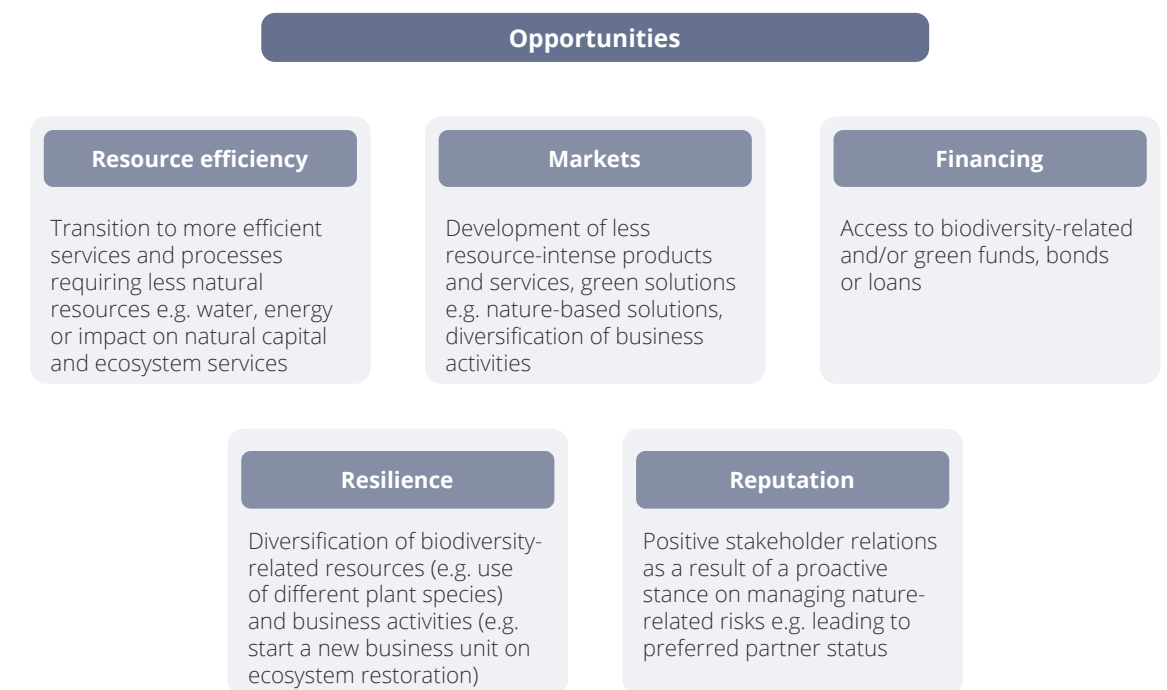 Opportunities
Resource efficiency
Transition to more efficient
services and processes
requiring less natural
resources e.g. water, energy
or impact on natural capital
and ecosystem services
Markets
Development of less
resource-intense products
and services, green solutions
e.g. nature-based solutions,
diversification of business
activities
Financing
Access to biodiversity-related
and/or green funds, bonds
or loans
Resilience
Diversification of biodiversity-
related resources (e.g. use
of different plant species)
and business activities (e.g.
start a new business unit on
ecosystem restoration)
Reputation
Positive stakeholder relations
as a result of a proactive
stance on managing nature-
related risks e.g. leading to
preferred partner status